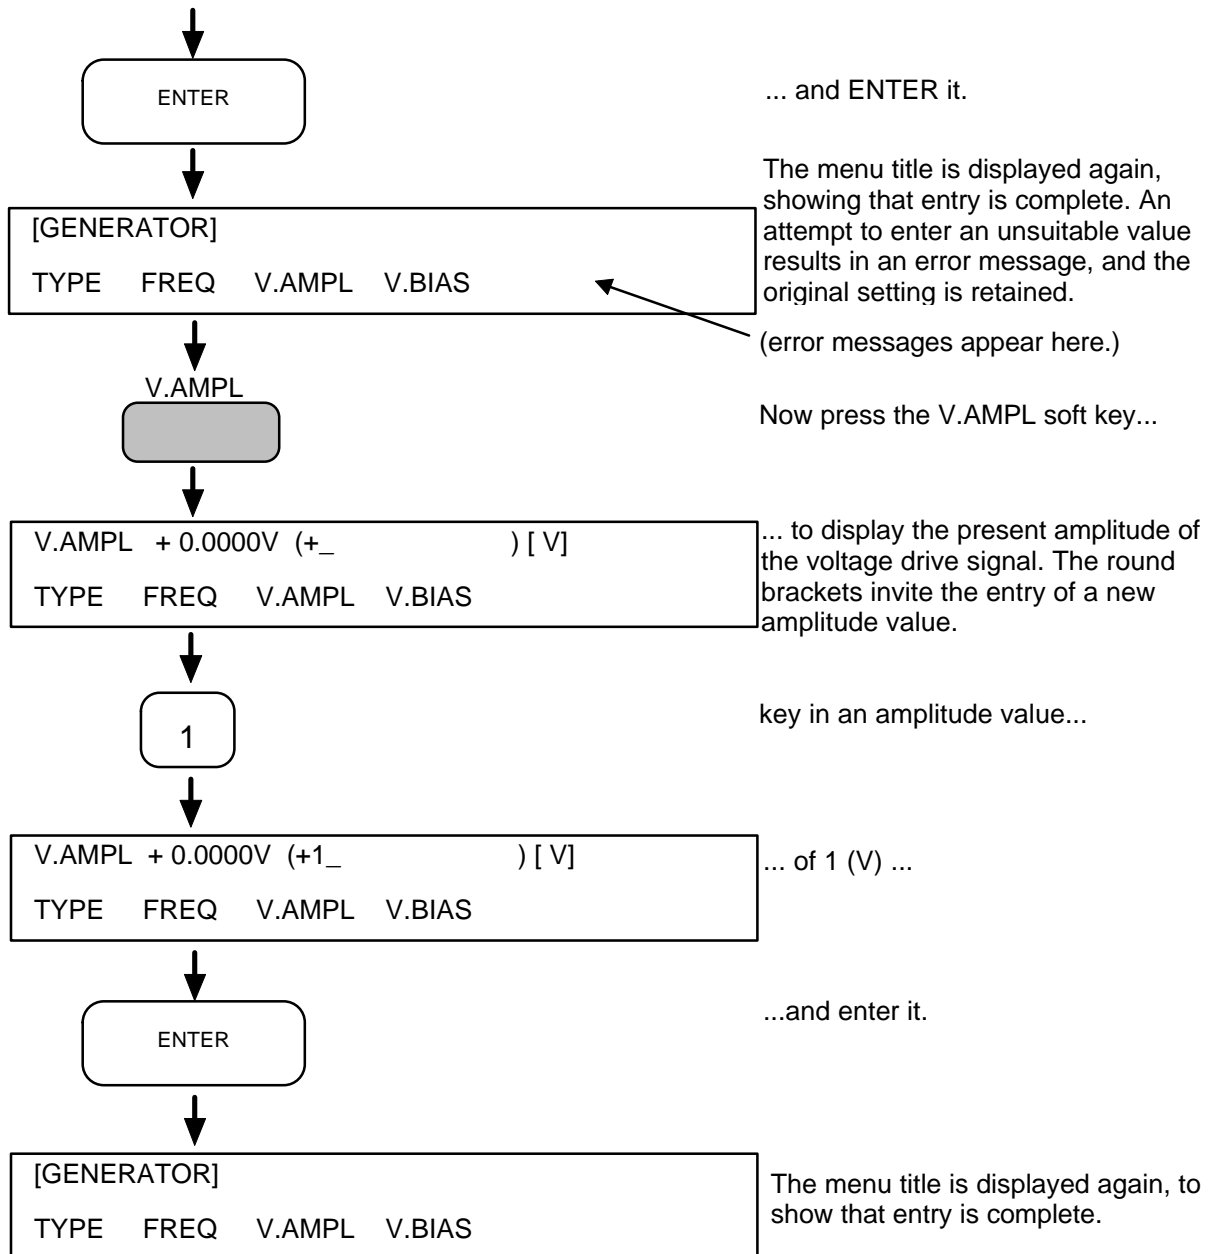 ENTER
... and ENTER it.
The menu title is displayed again,
showing that entry is complete. An
attempt to enter an unsuitable value
results in an error message, and the
original setting is retained.
[GENERATOR]
TYPE FREQ V.AMPL V.BIAS
(error messages appear here.)
V.AMPL
Now press the V.AMPL soft key...
V.AMPL + 0.0000V (+_ ) [ V]
TYPE FREQ V.AMPL V.BIAS
... to display the present amplitude of
the voltage drive signal. The round
brackets invite the entry of a new
amplitude value.
1
key in an amplitude value...
V.AMPL + 0.0000V (+1_ ) [ V]
TYPE FREQ V.AMPL V.BIAS
... of 1 (V) ...
ENTER
...and enter it.
[GENERATOR]
TYPE FREQ V.AMPL V.BIAS
The menu title is displayed again, to
show that entry is complete.